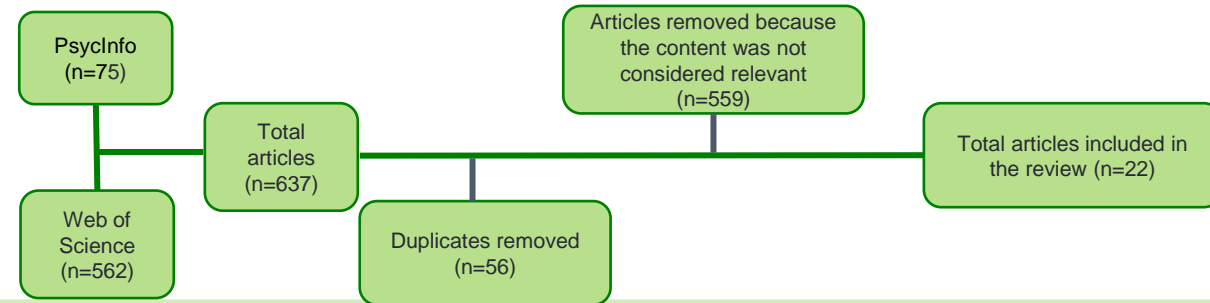 PsycInfo
(n=75)
Web of
Science
(n=562)
Total
articles
(n=637)
Duplicates removed
(n=56)
Articles removed because
the content was not
considered relevant
(n=559)
Total articles included in
the review (n=22)